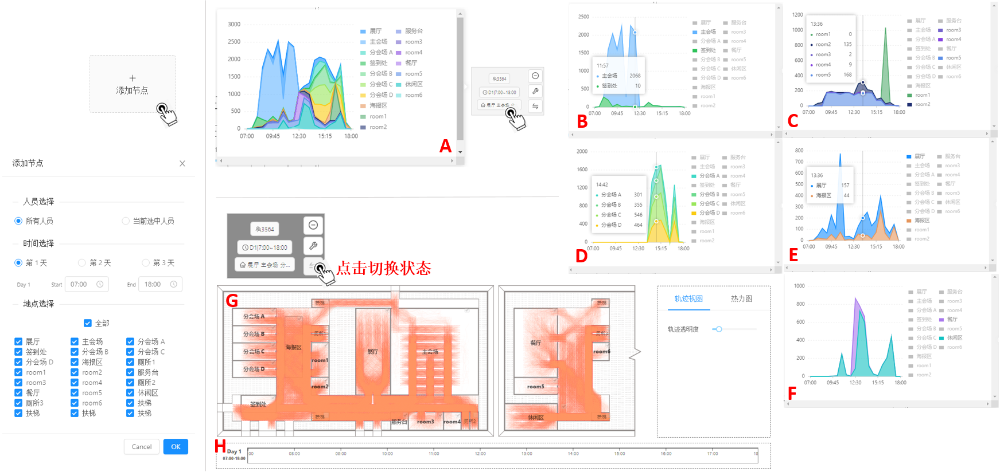 +
添加节点
添加节点
人员选择
所有人员
当前选中人员
时间选择
第 1 天
第 2 天
第 3 天
Day 1
Start
07:00
End
18:00
地点选择
全部
展厅
主会场
分会场 A
签到处
分会场 B
分会场 C
分会场 D
海报区
厕所1
room1
room2
服务台
room3
room4
厕所2
餐厅
room5
休闲区
厕所3
room6
扶梯
扶梯
扶梯
扶梯
Cancel
OK
3000
2500
2000
1500
1000
500
0
07:00
09:45
12:30
15:15
18:00
展厅
服务台
主会场
room3
分会场 A
room4
签到处
餐厅
分会场 B
room5
分会场 C
休闲区
分会场 D
room6
海报区
room1
room2
A
3564
D1|7:00~18:00
展厅 主会场 分...
2500
2000
1500
1000
500
0
07:00
09:45
12:30
15:15
18:00
11:57
主会场 2068
签到处 10
展厅
休闲区
主会场
room3
分会场 A
room4
签到处
餐厅
分会场 B
room5
分会场 C
休闲区
分会场 D
room6
海报区
room1
room2
B
1200
1000
800
600
400
200
0
07:00
09:45
12:30
15:15
18:00
13:36
room1 0
room2 135
room3 2
room4 9
room5 168
展厅
服务台
主会场
room3
分会场 A
room4
签到处
餐厅
分会场 B
room5
分会场 C
休闲区
分会场 D
room6
海报区
room1
room2
C
2000
1600
1200
800
400
0
07:00
09:45
12:30
15:15
18:00
14:42
分会场 A 301
分会场 B 355
分会场 C 546
分会场 D 464
展厅
服务台
主会场
room3
分会场 A
room4
签到处
餐厅
分会场 B
room5
分会场 C
休闲区
分会场 D
room6
海报区
room1
room2
D
800
700
600
500
400
300
200
100
0
07:00
09:45
12:30
15:15
18:00
13:36
展厅 157
海报区 44
展厅
服务台
主会场
room3
分会场 A
room4
签到处
餐厅
分会场 B
room5
分会场 C
休闲区
分会场 D
room6
海报区
room1
room2
E
1000
800
600
400
200
0
07:00
09:45
12:30
15:15
18:00
展厅
服务台
主会场
room3
分会场 A
room4
签到处
餐厅
分会场 B
room5
分会场 C
休闲区
分会场 D
room6
海报区
room1
room2
F
3564
D1|7:00~18:00
展厅 主会场 分...
点击切换状态
G
分会场 A
分会场 B
分会场 C
分会场 D
海报区
扶梯
厕所1
room1
room2
展厅
主会场
签到处
扶梯
服务台
room3
room4
厕所2
餐厅
扶梯
厕所3
room6
room5
休闲区
扶梯
轨迹视图
热力图
轨迹透明度
H
Day 1
07:00-18:00
:00
08:00
09:00
10:00
11:00
12:00
13:00
14:00
15:00
16:00
17:00
18